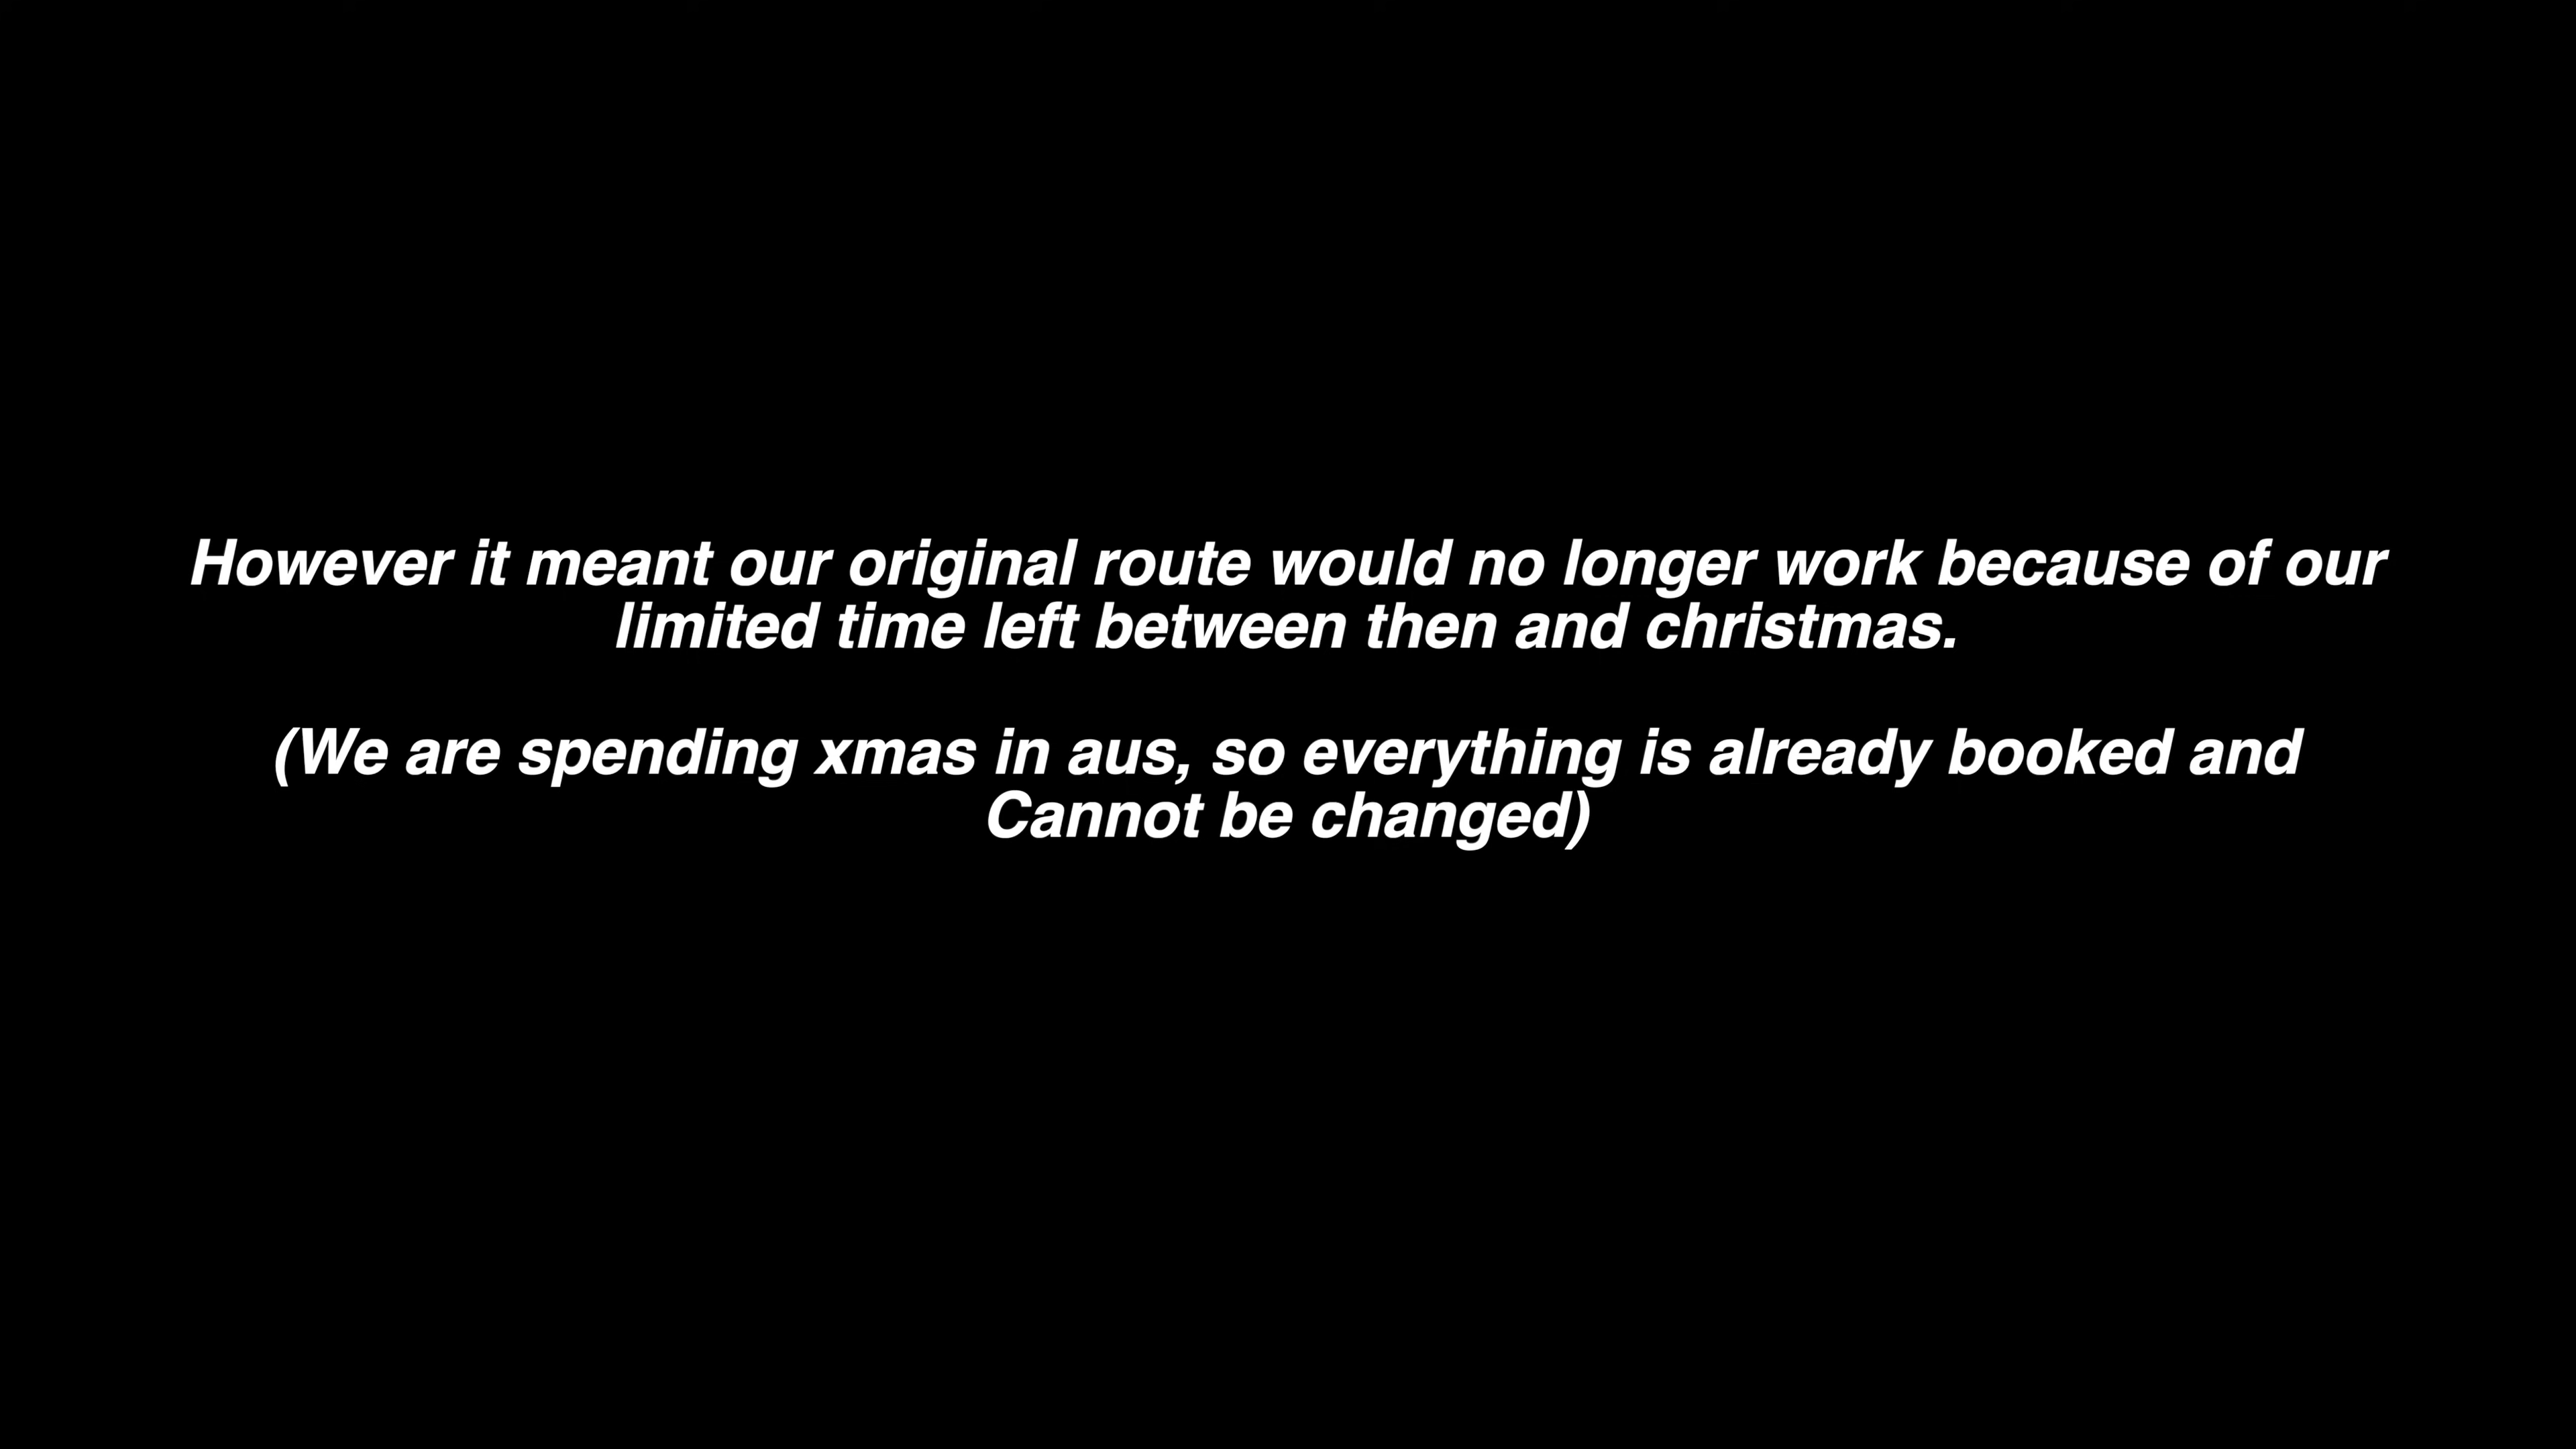 However it meant our original route would no longer work because of our
limited time left between then and christmas.
(We are spending xmas in aus, so everything is already booked and
Cannot be changed)